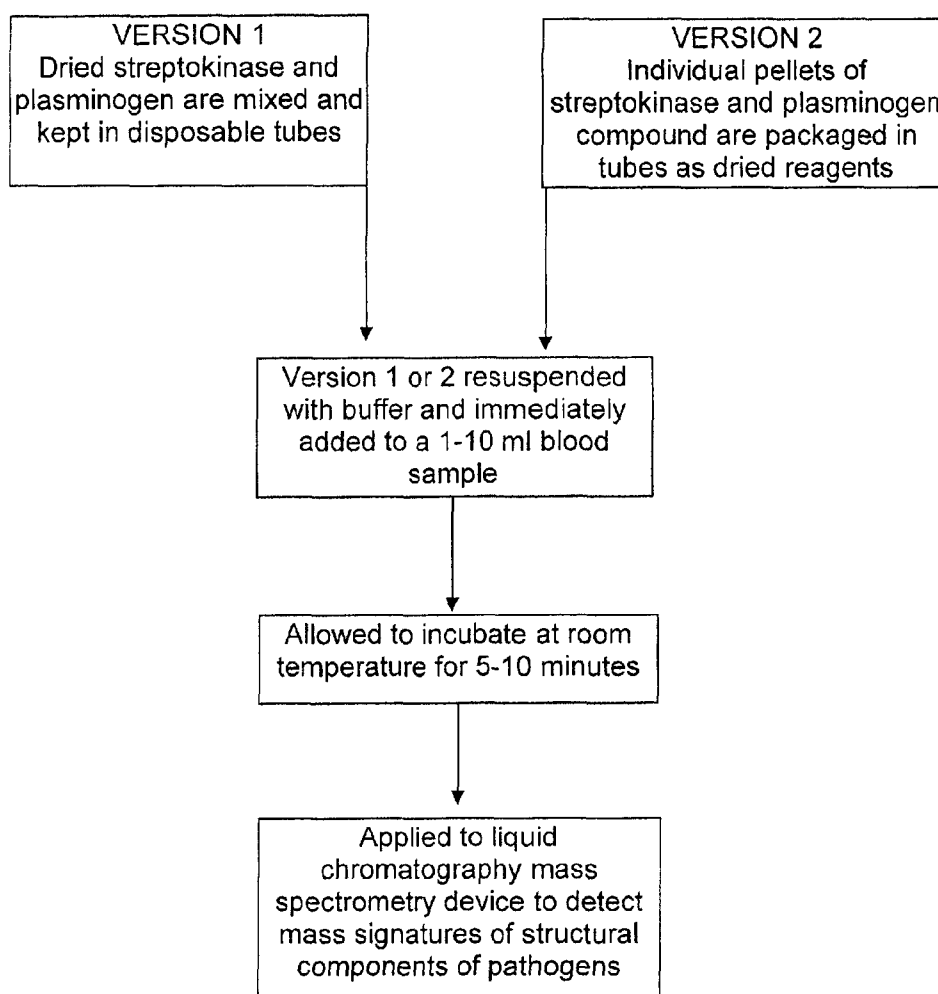 VERSION 1
Dried streptokinase and
plasminogen are mixed and
kept in disposable tubes
VERSION 2
Individual pellets of
streptokinase and plasminogen
compound are packaged in
tubes as dried reagents
Version 1 or 2 resuspended
with buffer and immediately
added to a 1-10 ml blood
sample
Allowed to incubate at room
temperature for 5-10 minutes
Applied to liquid
chromatography mass
spectrometry device to detect
mass signatures of structural
components of pathogens